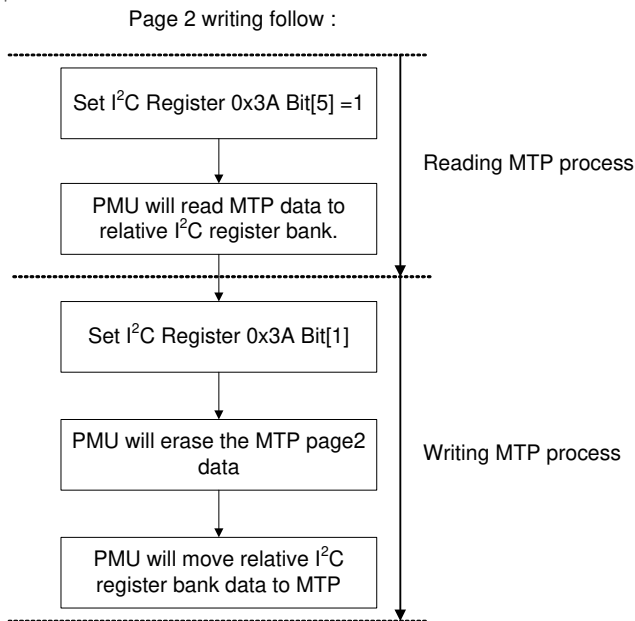 Page 2 writing follow :
Set I²C Register 0x3A Bit[5] =1
Reading MTP process
PMU will read MTP data to
relative I²C register bank.
Set I²C Register 0x3A Bit[1]
PMU will erase the MTP page2
data
Writing MTP process
PMU will move relative I²C
register bank data to MTP